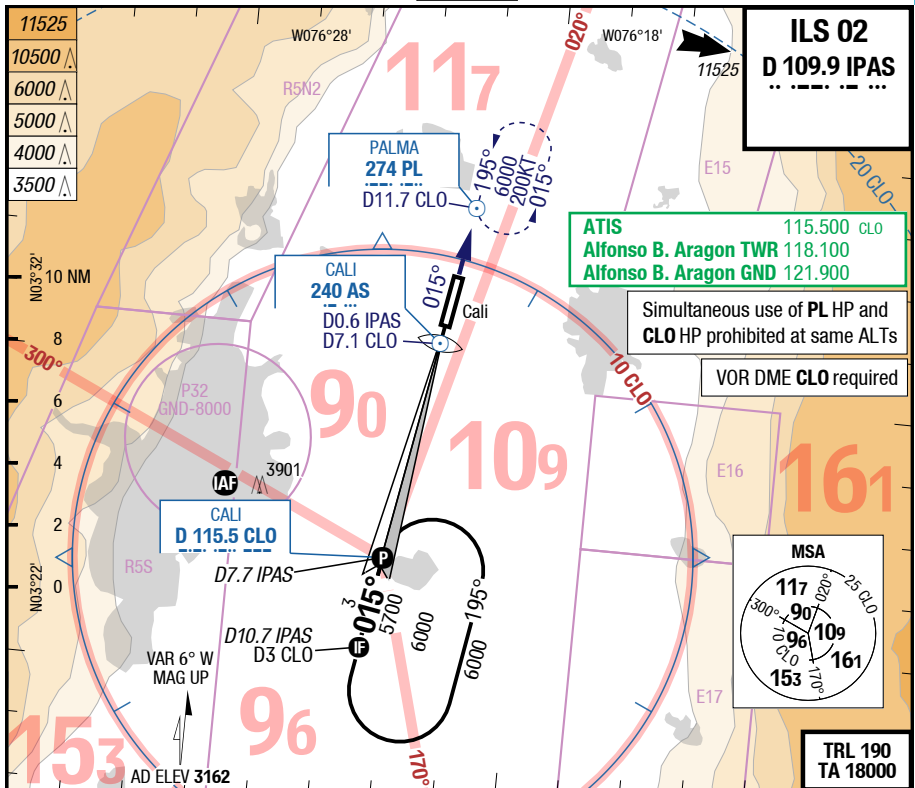 11525
10500
6000
5000
4000
3500
W076°28'
W076°18'
020°
11525
ILS 02
D 109.9 IPAS
R5N2
117
E15
20 CLO
PALMA
274 PL
D11.7 CLO
195°
6000
200KT
015°
ATIS 115.500 CLO
Alfonso B. Aragon TWR 118.100
Alfonso B. Aragon GND 121.900
Simultaneous use of PL HP and
CLO HP prohibited at same ALTs
VOR DME CLO required
N03°32'
10 NM
8
6
4
2
0
N03°22'
CALI
240 AS
D0.6 IPAS
D7.1 CLO
015°
Cali
300°
P32
GND-8000
90
109
10 CLO
161
E16
IAF
3901
CALI
D 115.5 CLO
P
D7.7 IPAS
R5S
3
015°
5700
6000
195°
6000
D10.7 IPAS
D3 CLO
IF
VAR 6° W
MAG UP
153
96
170°
AD ELEV 3162
E17
MSA
117
020°
25 CLO
300°
90
96
109
10 CLO
161
153
170°
TRL 190
TA 18000